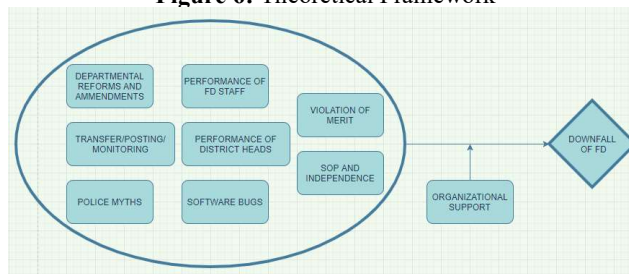 Figure 6: Theoretical Framework
DEPARTMENTAL
REFORMS AND
AMMENDMENTS
PERFORMANCE OF
FD STAFF
VIOLATION OF
MERIT
TRANSFER/POSTING/
MONITORING
PERFORMANCE OF
DISTRICT HEADS
SOP AND
INDEPENDENCE
POLICE MYTHS
SOFTWARE BUGS
ORGANIZATIONAL
SUPPORT
DOWNFALL
OF FD